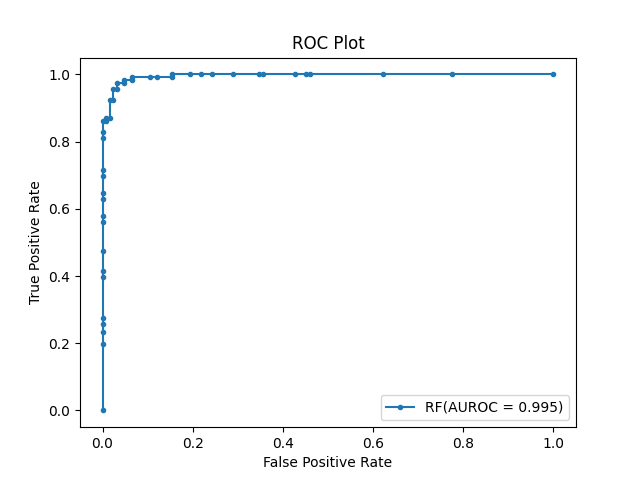 ROC Plot
1.0
0.8
0.6
0.4
0.2
0.0
True Positive Rate
RF(AUROC = 0.995)
0.0 0.2 0.4 0.6 0.8 1.0
False Positive Rate